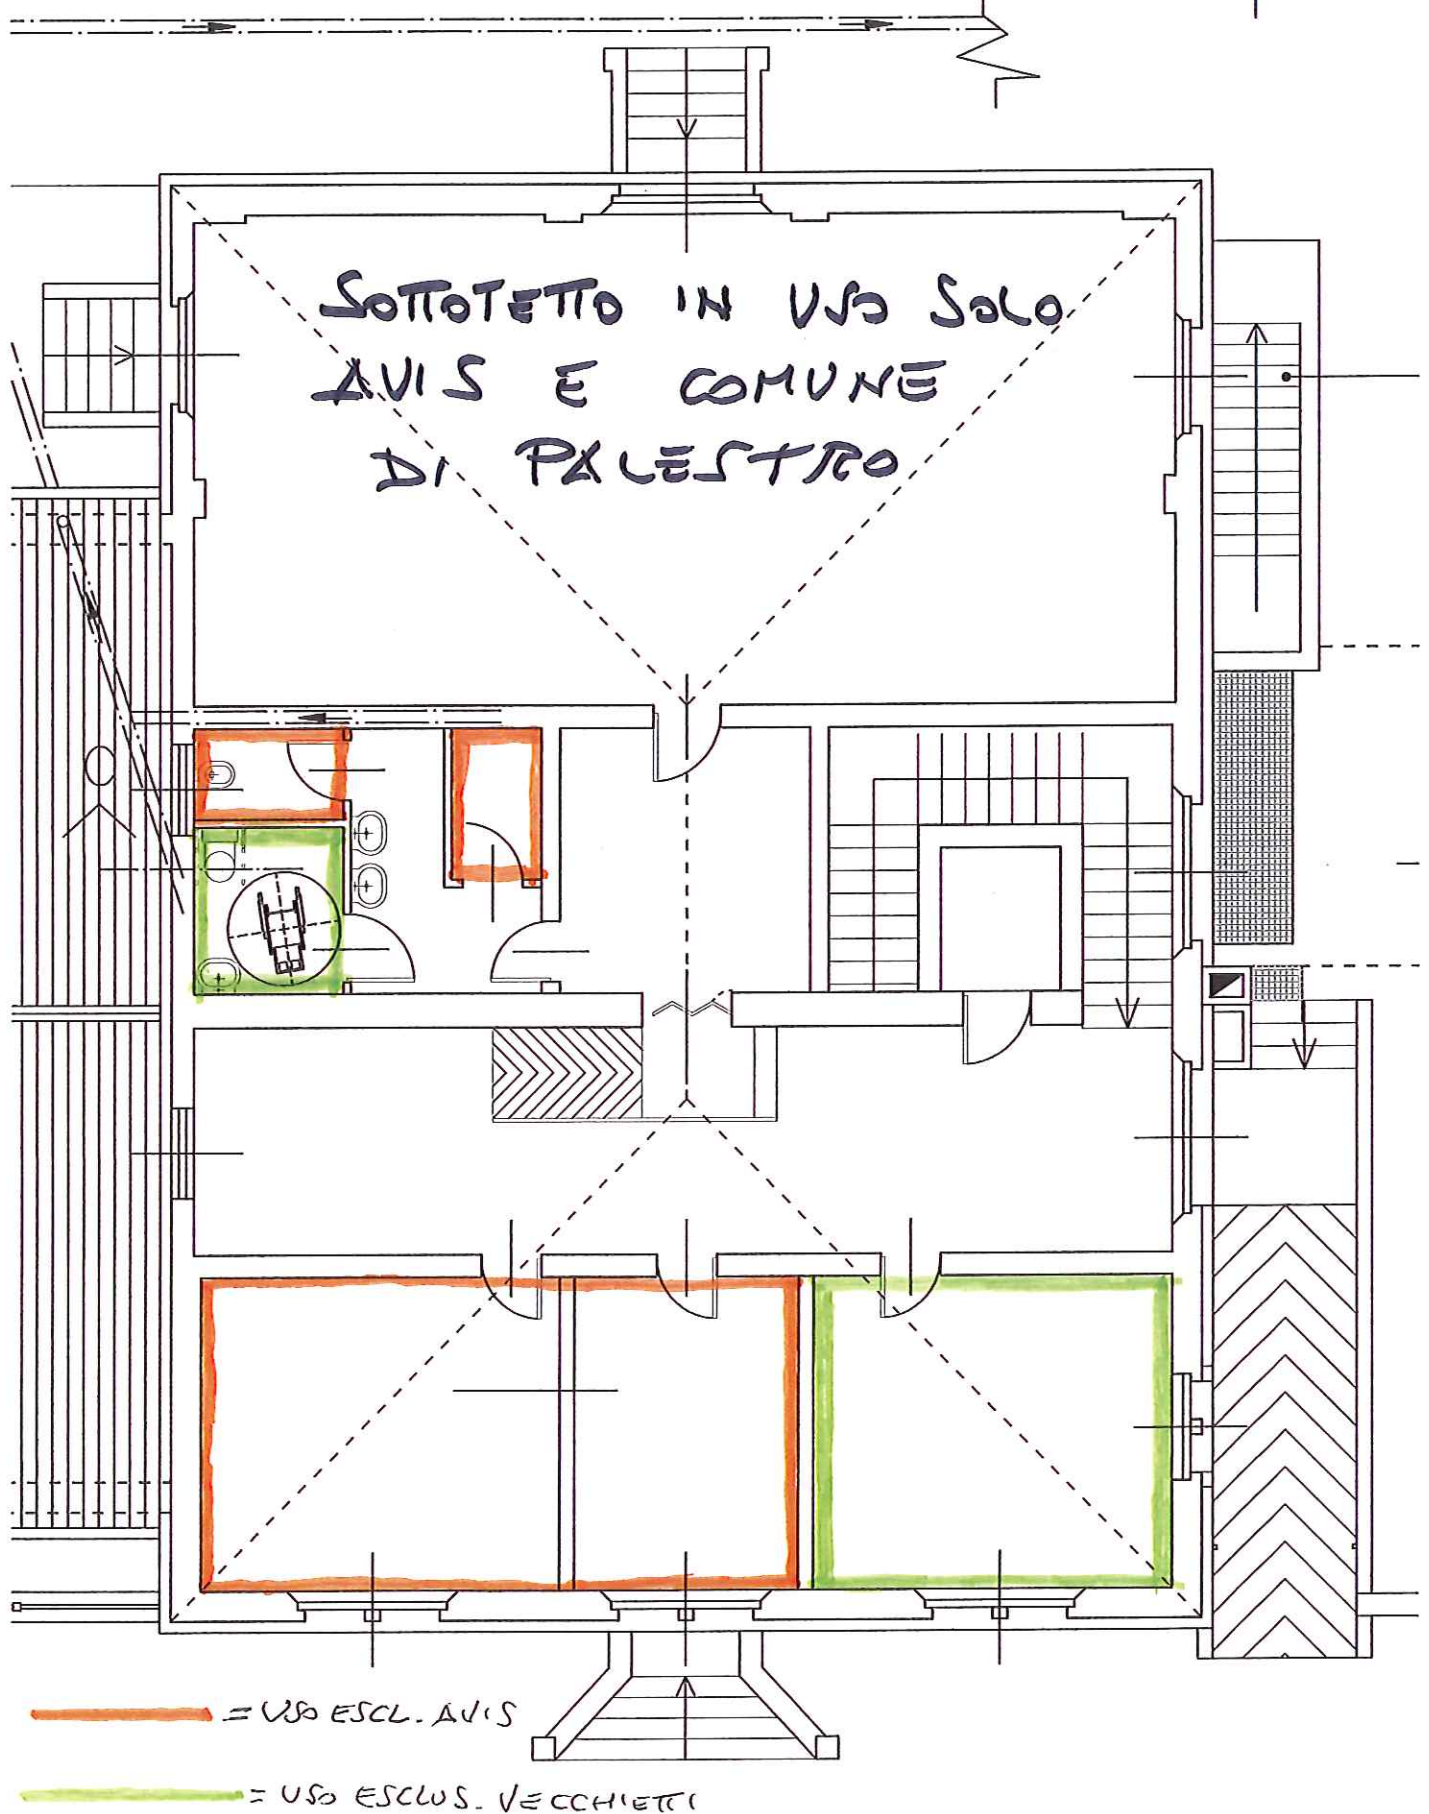 SOTTOTETTO IN USO SOLO
AVIS E COMUNE
DI PALESTRO
= USO ESCL. AVIS
= USO ESCLUS. VECCHIETTI